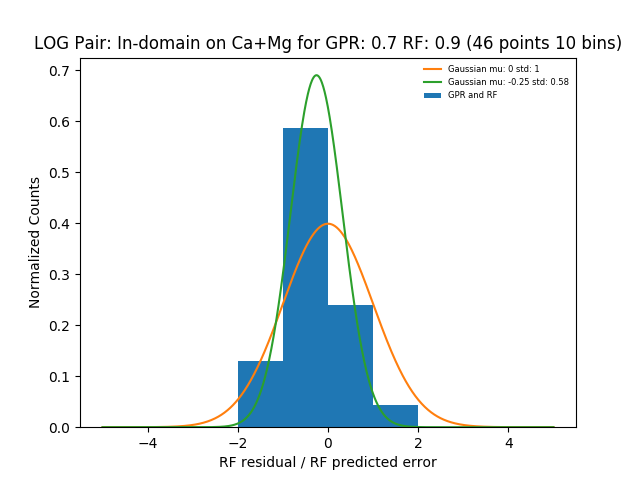 LOG Pair: In-domain on Ca+Mg for GPR: 0.7 RF: 0.9 (46 points 10 bins)
Gaussian mu: 0 std: 1
Gaussian mu: -0.25 std: 0.58
GPR and RF
0.7
0.6
0.5
0.4
0.3
0.2
0.1
0.0
Normalized Counts
−4 −2 0 2 4
RF residual / RF predicted error